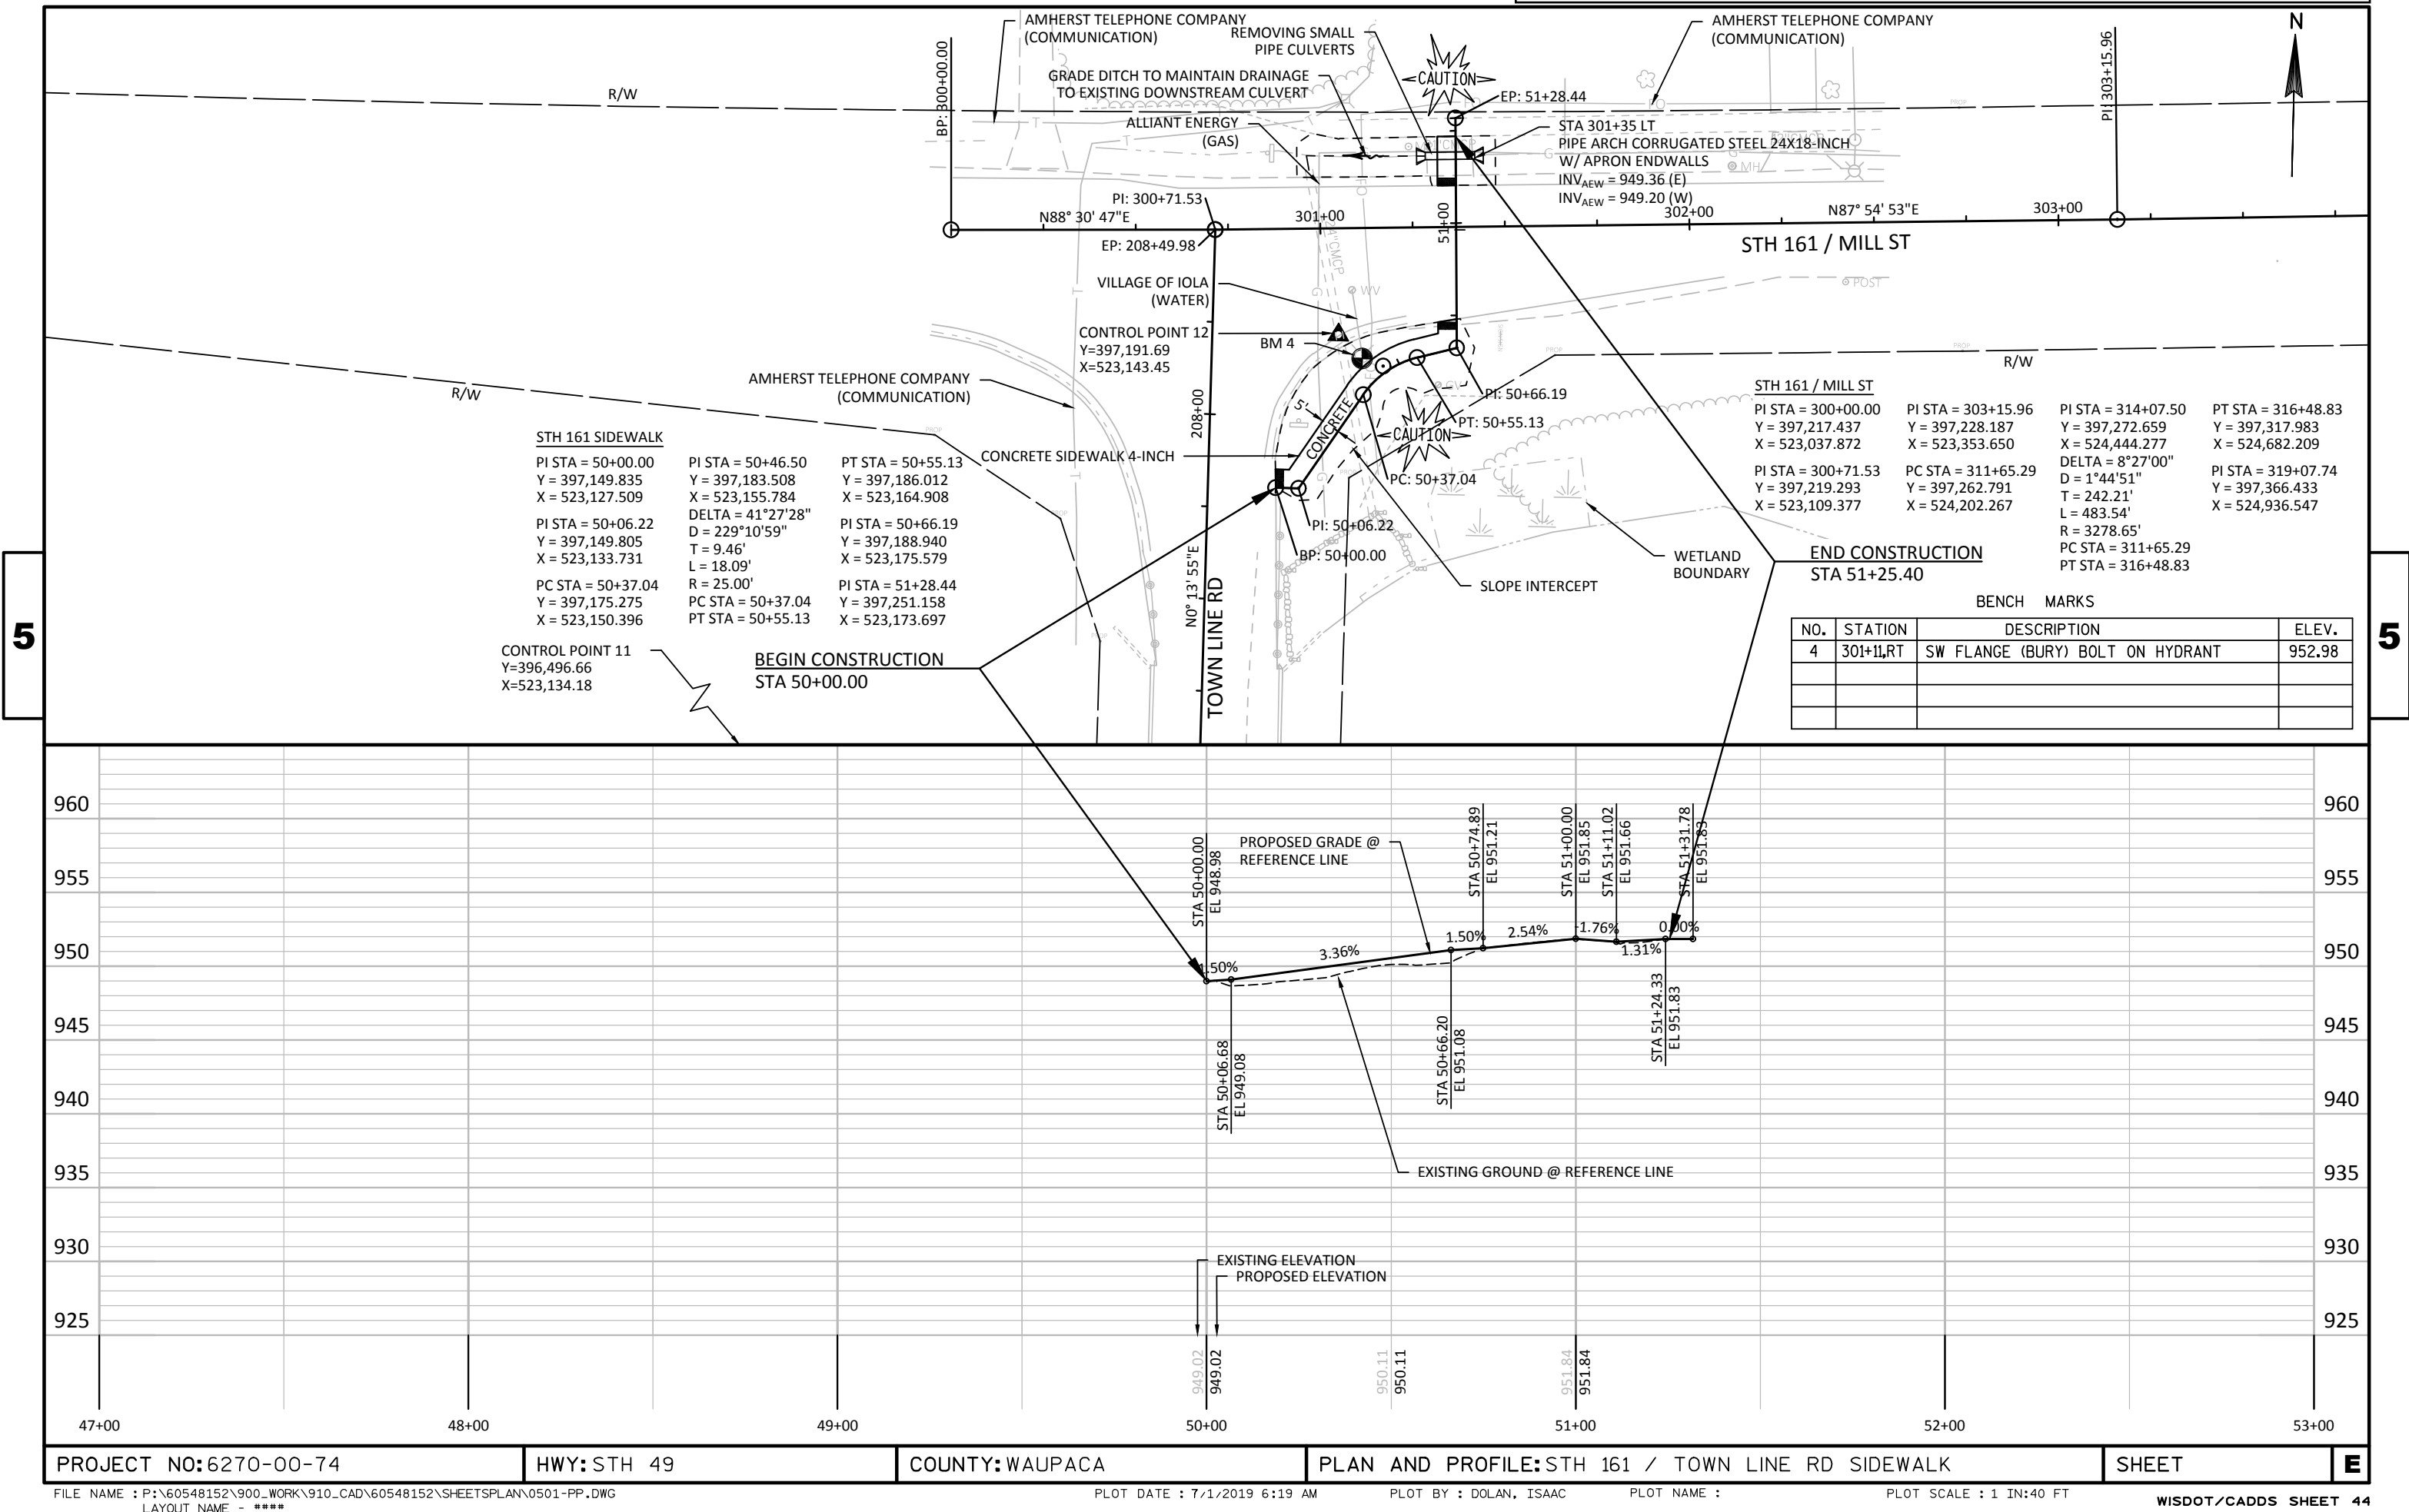 AMHERST TELEPHONE COMPANY
(COMMUNICATION)
REMOVING SMALL
PIPE CULVERTS
CAUTION
AMHERST TELEPHONE COMPANY
(COMMUNICATION)
N
BP: 300+00.00
PI: 303+15.96
R/W
GRADE DITCH TO MAINTAIN DRAINAGE
TO EXISTING DOWNSTREAM CULVERT
EP: 51+28.44
ALLIANT ENERGY
(GAS)
STA 301+35 LT
PIPE ARCH CORRUGATED STEEL 24X18-INCH
W/ APRON ENDWALLS
INVAEW = 949.36 (E)
INVAEW = 949.20 (W)
MH
PI: 300+71.53
N88° 30' 47"E
301+00
51+00
302+00
N87° 54' 53"E
303+00
EP: 208+49.98
STH 161 / MILL ST
24"CMCP
VILLAGE OF IOLA
(WATER)
WV
POST
CONTROL POINT 12
Y=397,191.69
X=523,143.45
BM 4
R/W
AMHERST TELEPHONE COMPANY
(COMMUNICATION)
R/W
208+00
5'
CONCRETE
GV
PI: 50+66.19
PT: 50+55.13
CAUTION
PC: 50+37.04
CONCRETE SIDEWALK 4-INCH
PI: 50+06.22
BP: 50+00.00
SLOPE INTERCEPT
WETLAND
BOUNDARY
N0° 13' 55"E
TOWN LINE RD
STH 161 SIDEWALK
PI STA = 50+00.00
Y = 397,149.835
X = 523,127.509
PI STA = 50+06.22
Y = 397,149.805
X = 523,133.731
PC STA = 50+37.04
Y = 397,175.275
X = 523,150.396
PI STA = 50+46.50
Y = 397,183.508
X = 523,155.784
DELTA = 41°27'28"
D = 229°10'59"
T = 9.46'
L = 18.09'
R = 25.00'
PC STA = 50+37.04
PT STA = 50+55.13
PT STA = 50+55.13
Y = 397,186.012
X = 523,164.908
PI STA = 50+66.19
Y = 397,188.940
X = 523,175.579
PI STA = 51+28.44
Y = 397,251.158
X = 523,173.697
STH 161 / MILL ST
PI STA = 300+00.00
Y = 397,217.437
X = 523,037.872
PI STA = 300+71.53
Y = 397,219.293
X = 523,109.377
PI STA = 303+15.96
Y = 397,228.187
X = 523,353.650
PC STA = 311+65.29
Y = 397,262.791
X = 524,202.267
PI STA = 314+07.50
Y = 397,272.659
X = 524,444.277
DELTA = 8°27'00"
D = 1°44'51"
T = 242.21'
L = 483.54'
R = 3278.65'
PC STA = 311+65.29
PT STA = 316+48.83
PT STA = 316+48.83
Y = 397,317.983
X = 524,682.209
PI STA = 319+07.74
Y = 397,366.433
X = 524,936.547
END CONSTRUCTION
STA 51+25.40
CONTROL POINT 11
Y=396,496.66
X=523,134.18
BEGIN CONSTRUCTION
STA 50+00.00
5
5
BENCH MARKS
NO. STATION DESCRIPTION ELEV.
4 301+11,RT SW FLANGE (BURY) BOLT ON HYDRANT 952.98
960 960
955 955
950 950
945 945
940 940
935 935
930 930
925 925
PROPOSED GRADE @
REFERENCE LINE
STA 50+00.00
EL 948.98
STA 50+06.68
EL 949.08
STA 50+66.20
EL 951.08
STA 50+74.89
EL 951.21
STA 51+00.00
EL 951.85
STA 51+11.02
EL 951.66
STA 51+24.33
EL 951.83
STA 51+31.78
EL 951.83
1.50%
3.36%
1.50%
2.54%
-1.76%
1.31%
0.00%
EXISTING GROUND @ REFERENCE LINE
EXISTING ELEVATION
PROPOSED ELEVATION
949.02
949.02
950.11
950.11
951.84
951.84
47+00 48+00 49+00 50+00 51+00 52+00 53+00
PROJECT NO: 6270-00-74 HWY: STH 49 COUNTY: WAUPACA PLAN AND PROFILE: STH 161 / TOWN LINE RD SIDEWALK SHEET E
FILE NAME : P:\60548152\900_WORK\910_CAD\60548152\SHEETSPLAN\0501-PP.DWG PLOT DATE : 7/1/2019 6:19 AM PLOT BY : DOLAN, ISAAC PLOT NAME : PLOT SCALE : 1 IN:40 FT
LAYOUT NAME - ####
WISDOT/CADDS SHEET 44